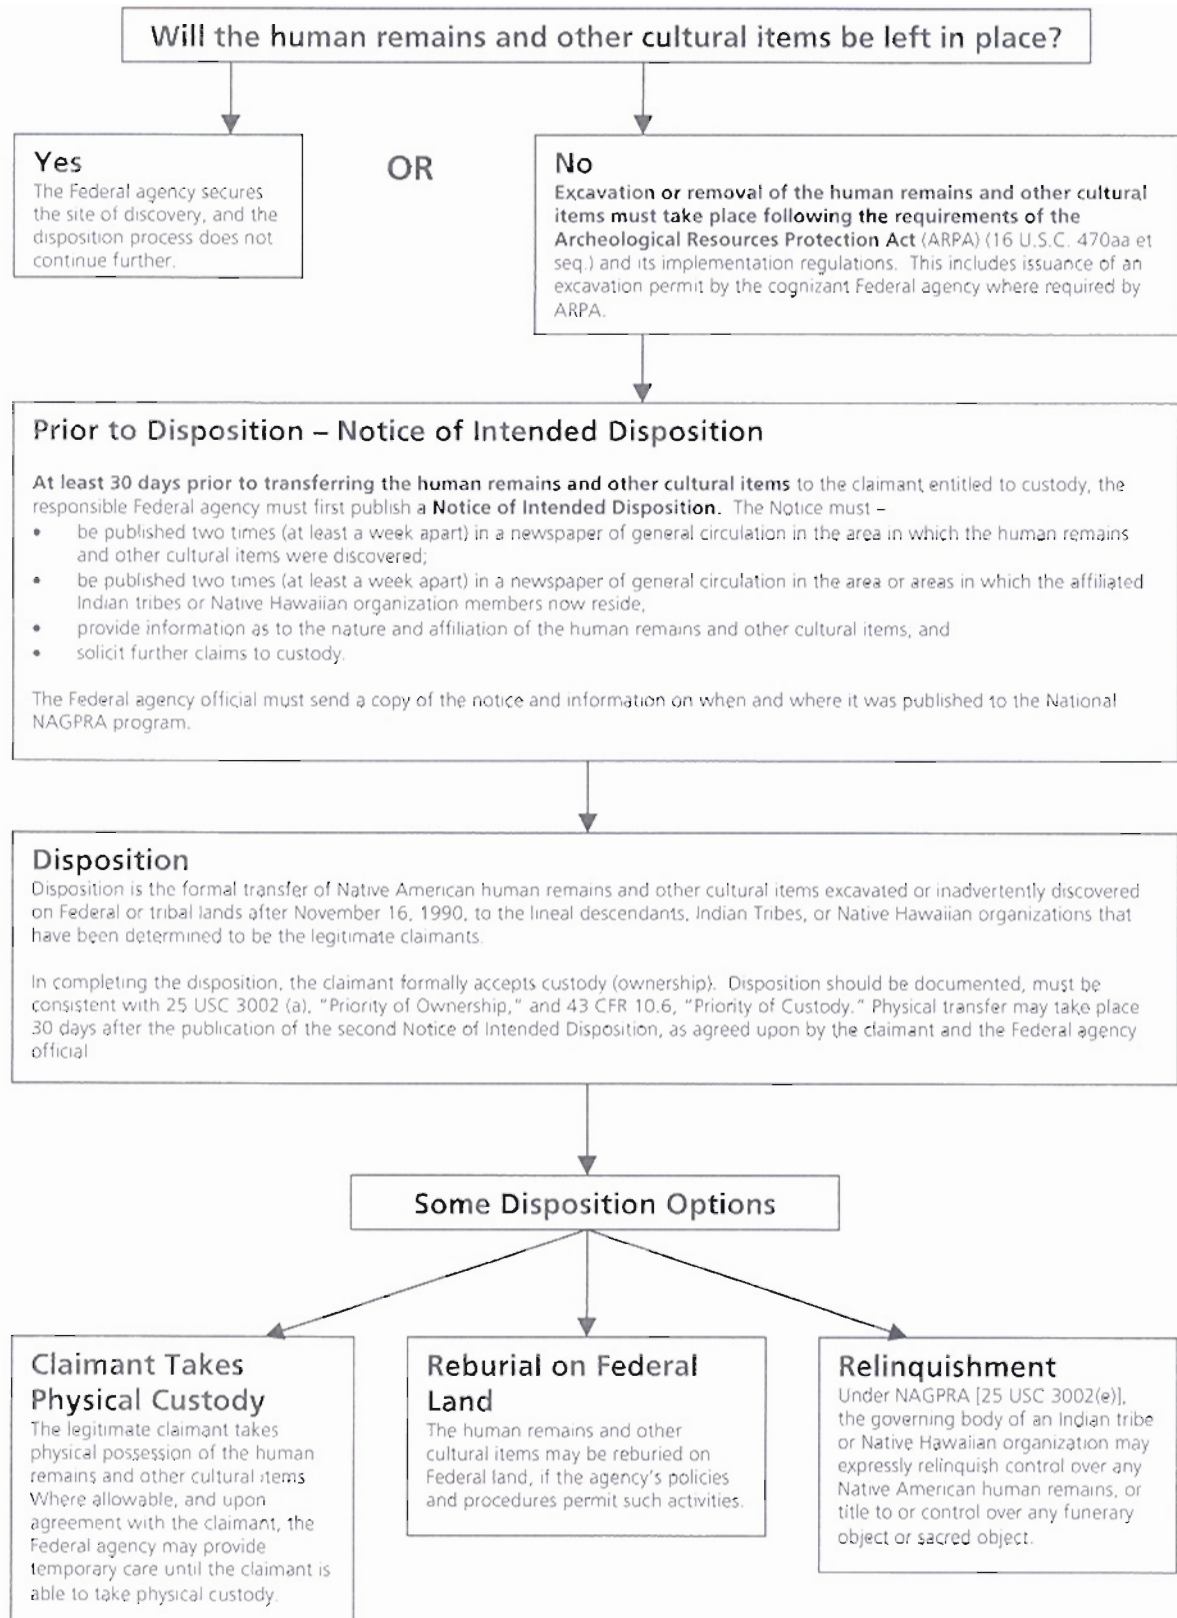 Will the human remains and other cultural items be left in place?
Yes
The Federal agency secures
the site of discovery, and the
disposition process does not
continue further.
OR
No
Excavation or removal of the human remains and other cultural
items must take place following the requirements of the
Archeological Resources Protection Act (ARPA) (16 U.S.C. 470aa et
seq.) and its implementation regulations. This includes issuance of an
excavation permit by the cognizant Federal agency where required by
ARPA.
Prior to Disposition – Notice of Intended Disposition
At least 30 days prior to transferring the human remains and other cultural items to the claimant entitled to custody, the
responsible Federal agency must first publish a Notice of Intended Disposition. The Notice must –
• be published two times (at least a week apart) in a newspaper of general circulation in the area in which the human remains
and other cultural items were discovered;
• be published two times (at least a week apart) in a newspaper of general circulation in the area or areas in which the affiliated
Indian tribes or Native Hawaiian organization members now reside,
• provide information as to the nature and affiliation of the human remains and other cultural items, and
• solicit further claims to custody.
The Federal agency official must send a copy of the notice and information on when and where it was published to the National
NAGPRA program.
Disposition
Disposition is the formal transfer of Native American human remains and other cultural items excavated or inadvertently discovered
on Federal or tribal lands after November 16, 1990, to the lineal descendants, Indian Tribes, or Native Hawaiian organizations that
have been determined to be the legitimate claimants.
In completing the disposition, the claimant formally accepts custody (ownership). Disposition should be documented, must be
consistent with 25 USC 3002 (a), "Priority of Ownership," and 43 CFR 10.6, "Priority of Custody." Physical transfer may take place
30 days after the publication of the second Notice of Intended Disposition, as agreed upon by the claimant and the Federal agency
official
Some Disposition Options
Claimant Takes
Physical Custody
The legitimate claimant takes
physical possession of the human
remains and other cultural items
Where allowable, and upon
agreement with the claimant, the
Federal agency may provide
temporary care until the claimant is
able to take physical custody.
Reburial on Federal
Land
The human remains and other
cultural items may be reburied on
Federal land, if the agency's policies
and procedures permit such activities.
Relinquishment
Under NAGPRA [25 USC 3002(e)],
the governing body of an Indian tribe
or Native Hawaiian organization may
expressly relinquish control over any
Native American human remains, or
title to or control over any funerary
object or sacred object.